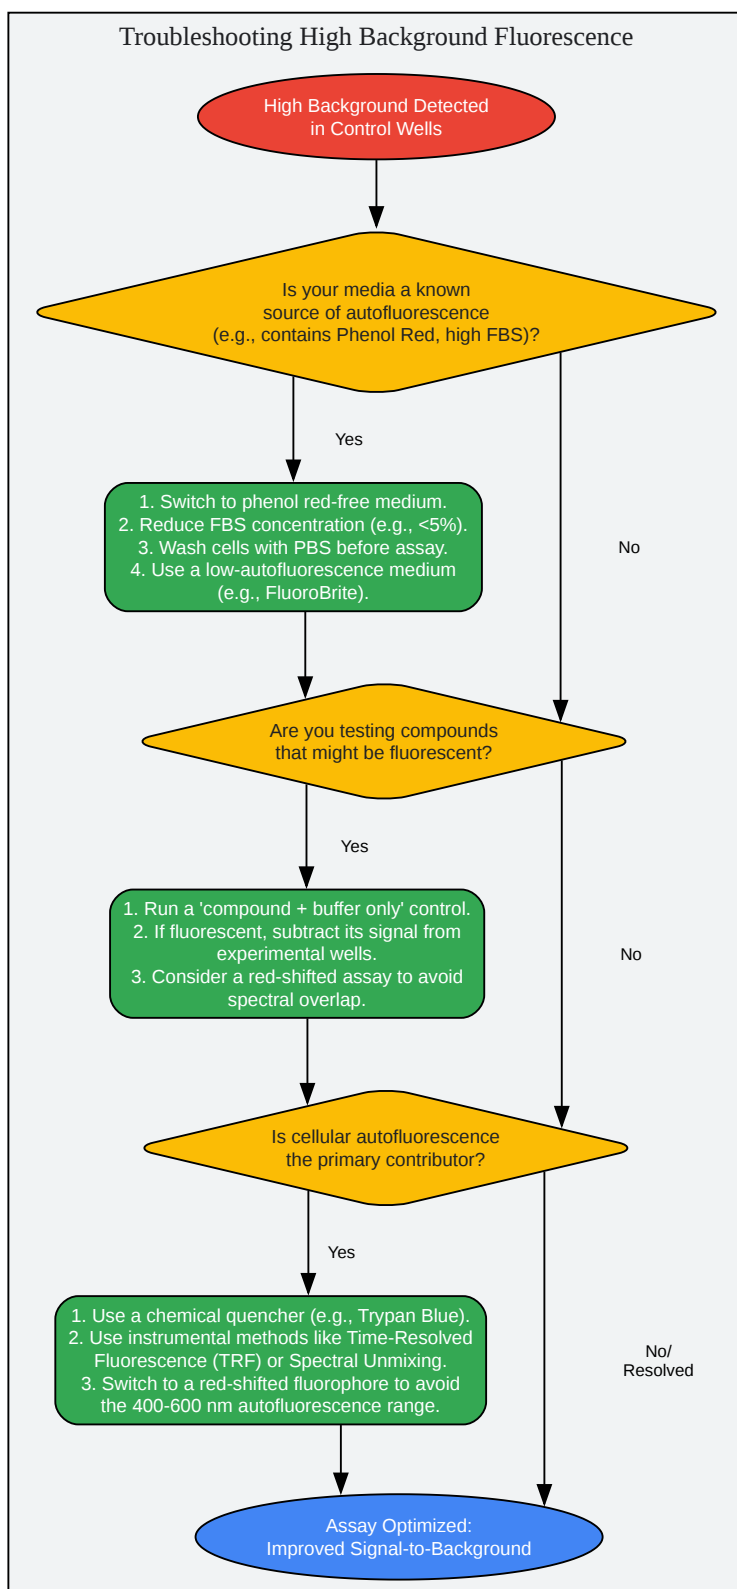 Troubleshooting High Background Fluorescence
High Background Detected
in Control Wells
Is your media a known
source of autofluorescence
(e.g., contains Phenol Red, high FBS)?
Yes
1. Switch to phenol red-free medium.
2. Reduce FBS concentration (e.g., <5%).
3. Wash cells with PBS before assay.
4. Use a low-autofluorescence medium
(e.g., FluoroBrite).
No
Are you testing compounds
that might be fluorescent?
Yes
1. Run a 'compound + buffer only' control.
2. If fluorescent, subtract its signal from
experimental wells.
3. Consider a red-shifted assay to avoid
spectral overlap.
No
Is cellular autofluorescence
the primary contributor?
Yes
1. Use a chemical quencher (e.g., Trypan Blue).
2. Use instrumental methods like Time-Resolved
Fluorescence (TRF) or Spectral Unmixing.
3. Switch to a red-shifted fluorophore to avoid
the 400-600 nm autofluorescence range.
No/
Resolved
Assay Optimized:
Improved Signal-to-Background